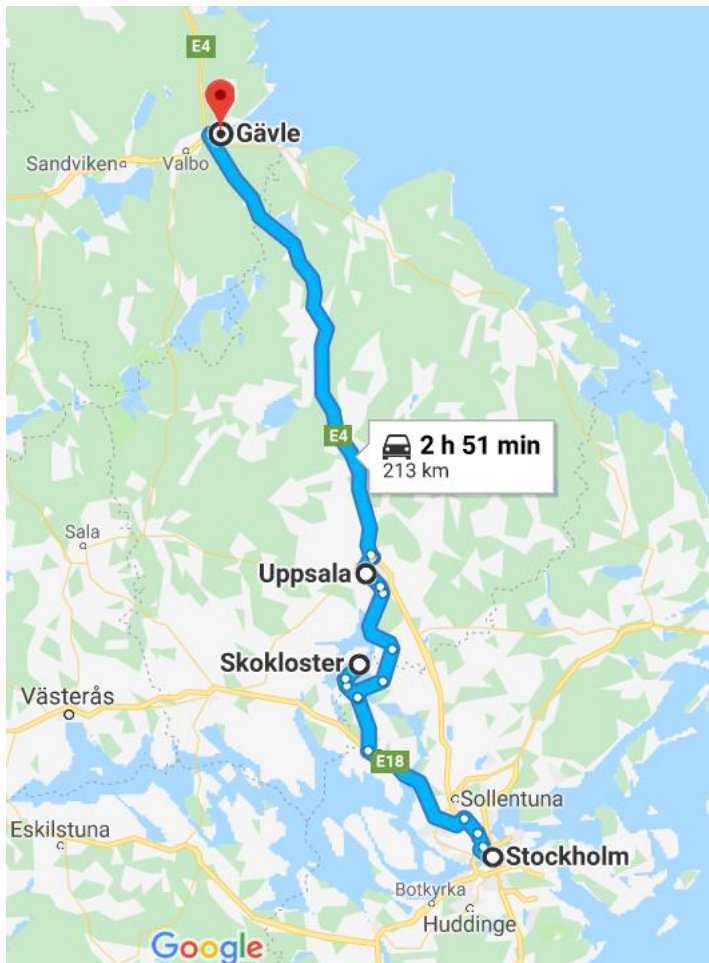 E4
Gävle
Sandviken
Valbo
E4
2 h 51 min
213 km
Sala
Uppsala
Skokloster
Västerås
E18
Sollentuna
Eskilstuna
Stockholm
Botkyrka
Huddinge
Google